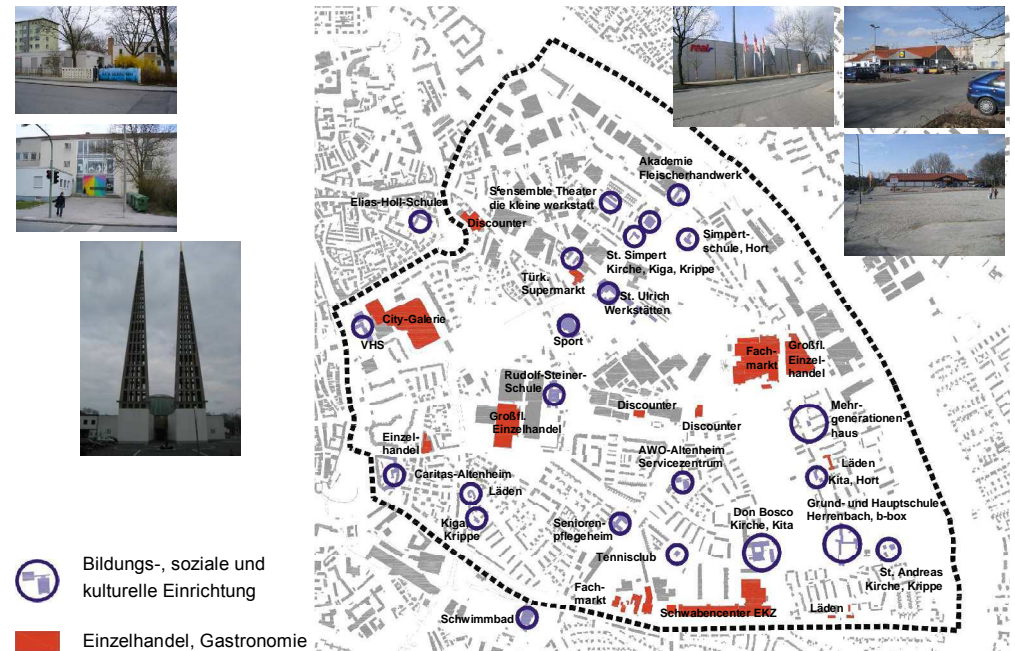 real,-
Akademie
Fleischerhandwerk
S'ensemble Theater
die kleine werkstatt
Elias-Holl-Schule
Discounter
Simpert-
schule, Hort
St. Simpert
Kirche, Kiga, Krippe
Türk.
Supermarkt
St. Ulrich
Werkstätten
City-Galerie
VHS
Sport
Fach-
markt
Großfl.
Einzel-
handel
Rudolf-Steiner-
Schule
Großfl.
Einzelhandel
Discounter
Discounter
Mehr-
generationen-
haus
Einzel-
handel
AWO-Altenheim
Servicezentrum
Läden
Kita, Hort
Caritas-Altenheim
Läden
Kiga,
Krippe
Senioren-
pflegeheim
Don Bosco
Kirche, Kita
Grund- und Hauptschule
Herrenbach, b-box
Tennisclub
St. Andreas
Kirche, Krippe
Fach-
markt
Schwabencenter EKZ
Läden
Schwimmbad
Bildungs-, soziale und
kulturelle Einrichtung
Einzelhandel, Gastronomie